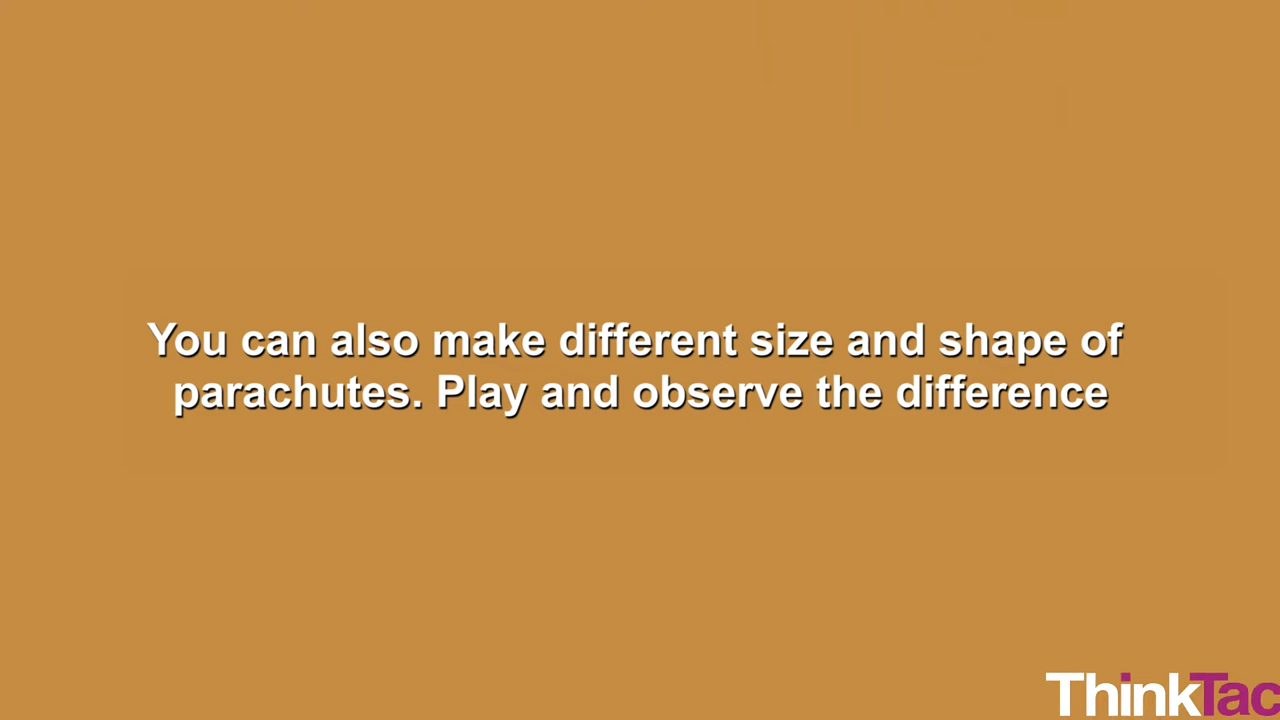 You can also make different size and shape of
parachutes. Play and observe the difference
ThinkTac